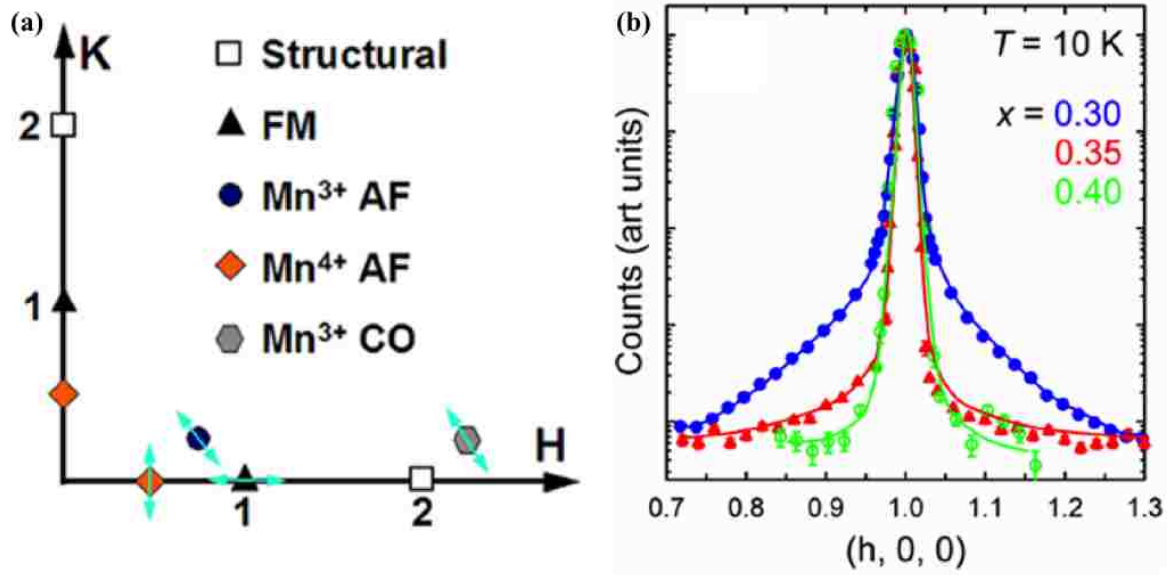 (a)
K
Structural
2
FM
Mn³⁺ AF
Mn⁴⁺ AF
1
Mn³⁺ CO
H
1
2
(b)
T = 10 K
x = 0.30
0.35
0.40
Counts (art units)
0.7 0.8 0.9 1.0 1.1 1.2 1.3
(h, 0, 0)